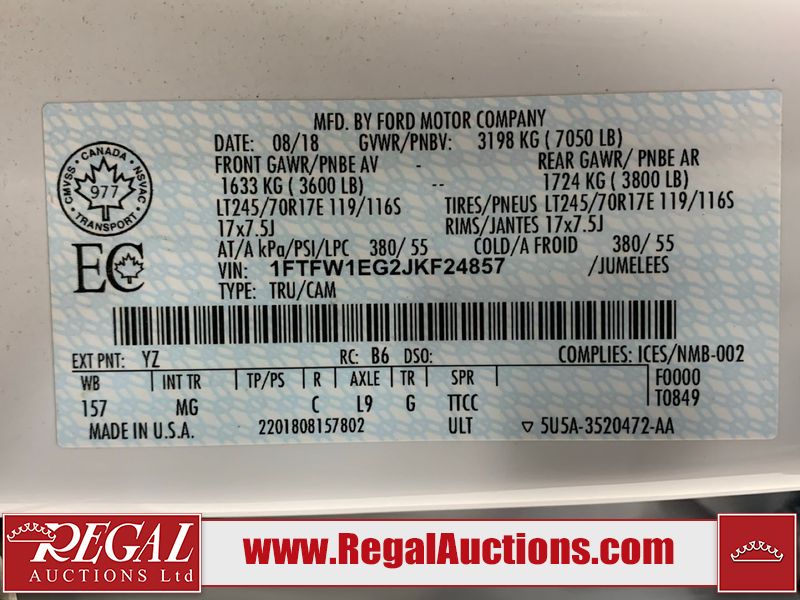 MFD. BY FORD MOTOR COMPANY
DATE: 08/18 GVWR/PNBV: 3198 KG ( 7050 LB)
FRONT GAWR/PNBE AV - REAR GAWR/ PNBE AR
1633 KG ( 3600 LB) -- 1724 KG ( 3800 LB)
LT245/70R17E 119/116S TIRES/PNEUS LT245/70R17E 119/116S
17x7.5J RIMS/JANTES 17x7.5J
AT/A kPa/PSI/LPC 380/ 55 COLD/A FROID 380/ 55
VIN: 1FTFW1EG2JKF24857 /JUMELEES
TYPE: TRU/CAM
CANADA
CMVSS · NSVAC
977
TRANSPORT
EC
EXT PNT: YZ RC: B6 DSO: COMPLIES: ICES/NMB-002
WB INT TR TP/PS R AXLE TR SPR F0000
157 MG C L9 G TTCC T0849
MADE IN U.S.A. 2201808157802 ULT ▽ 5U5A-3520472-AA
REGAL
AUCTIONS Ltd
www.RegalAuctions.com